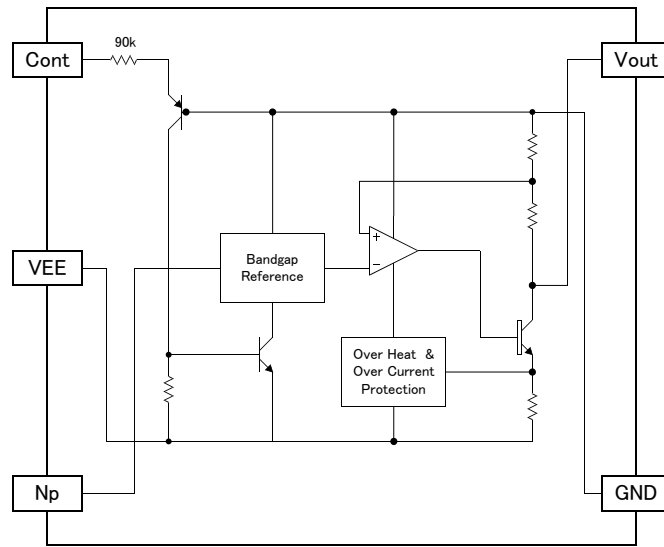 90k
Cont
Vout
+
−
Bandgap
Reference
VEE
Over Heat &
Over Current
Protection
Np
GND